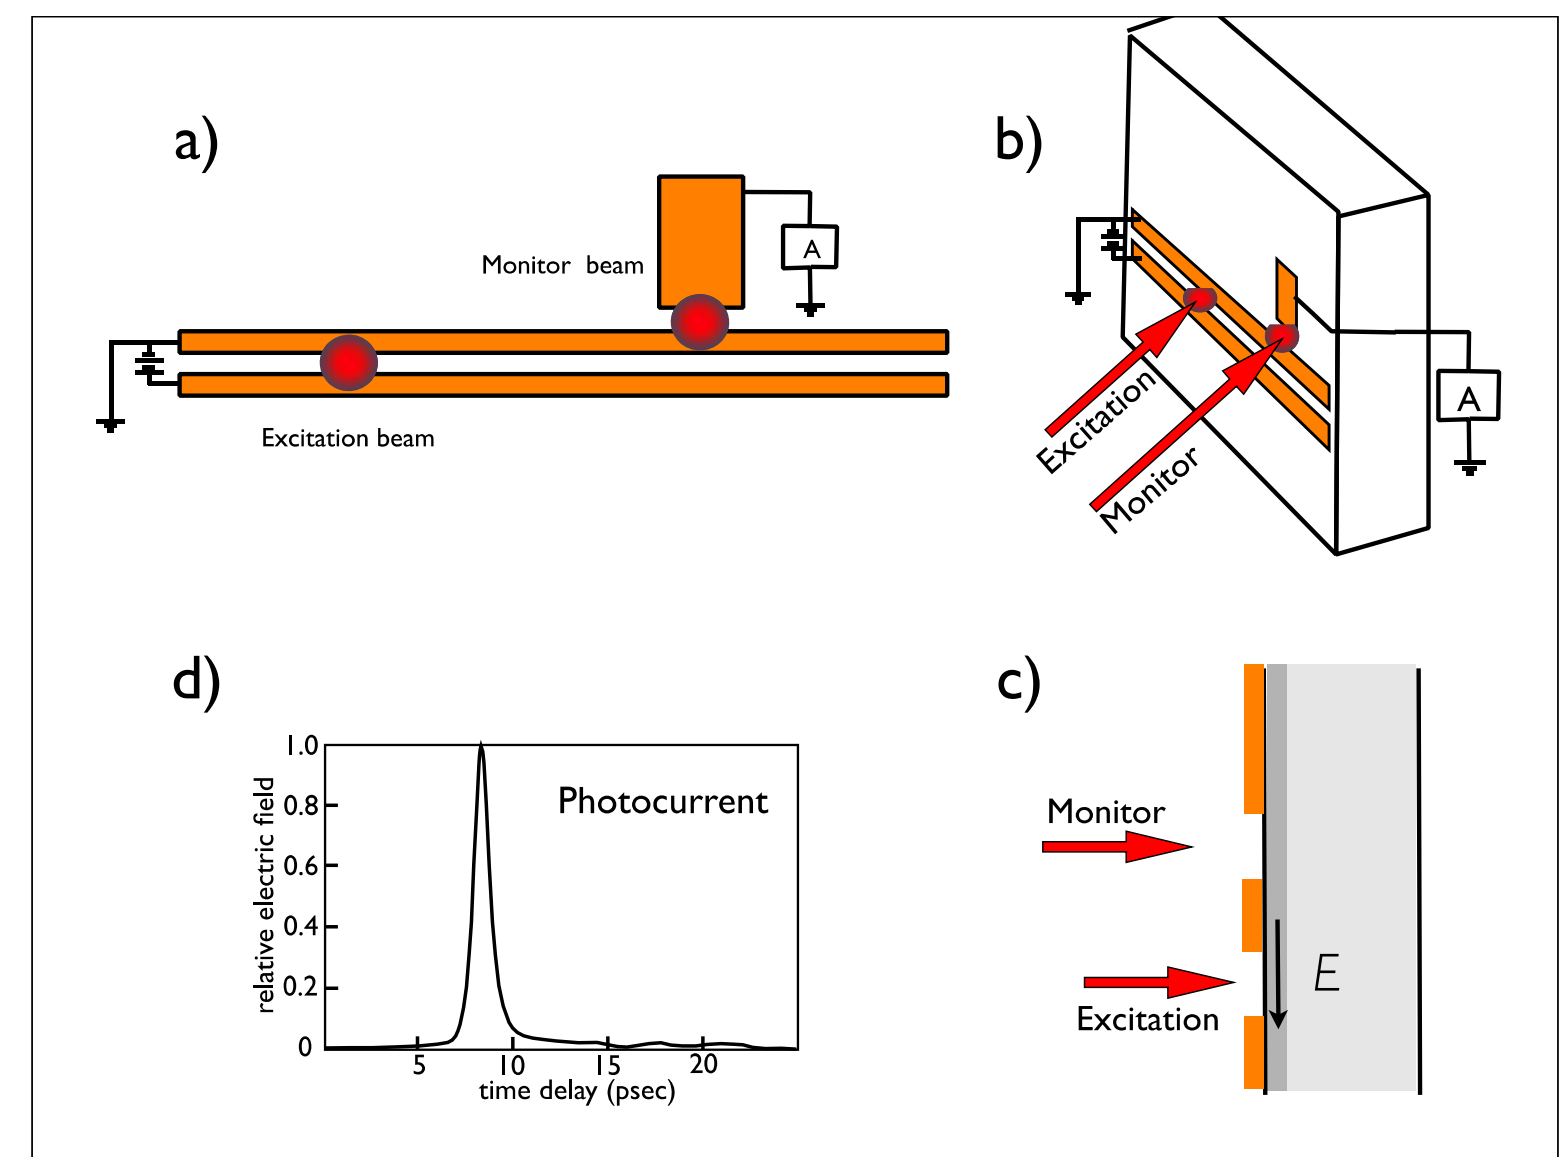 a)
Monitor beam
A
Excitation beam
b)
Excitation
Monitor
A
d)
1.0
0.8
0.6
0.4
0.2
0
relative electric field
Photocurrent
5 10 15 20
time delay (psec)
c)
Monitor
E
Excitation